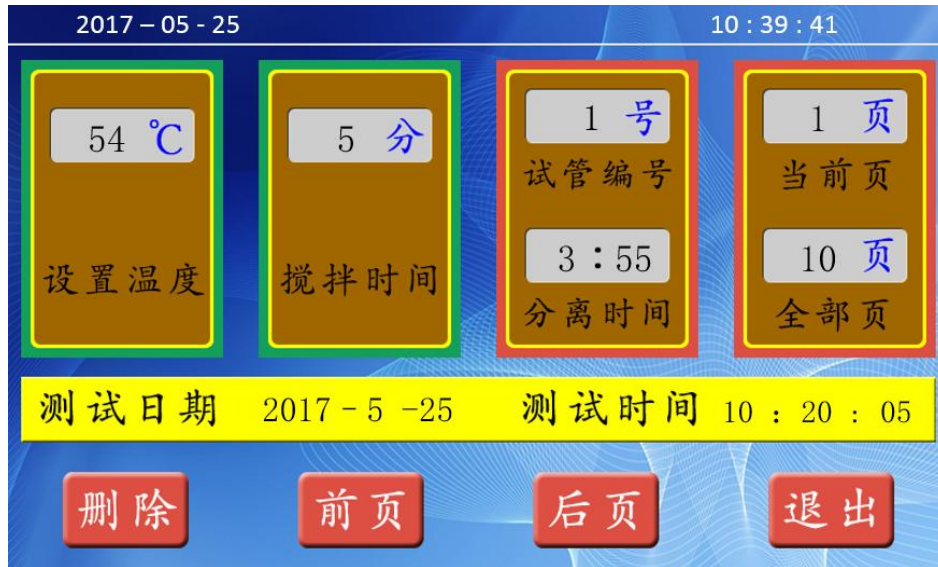 2017 – 05 - 25 10 : 39 : 41
54 ℃
设置温度
5 分
搅拌时间
1 号
试管编号
3 : 55
分离时间
1 页
当前页
10 页
全部页
测试日期 2017 - 5 -25 测试时间 10 : 20 : 05
删除 前页 后页 退出